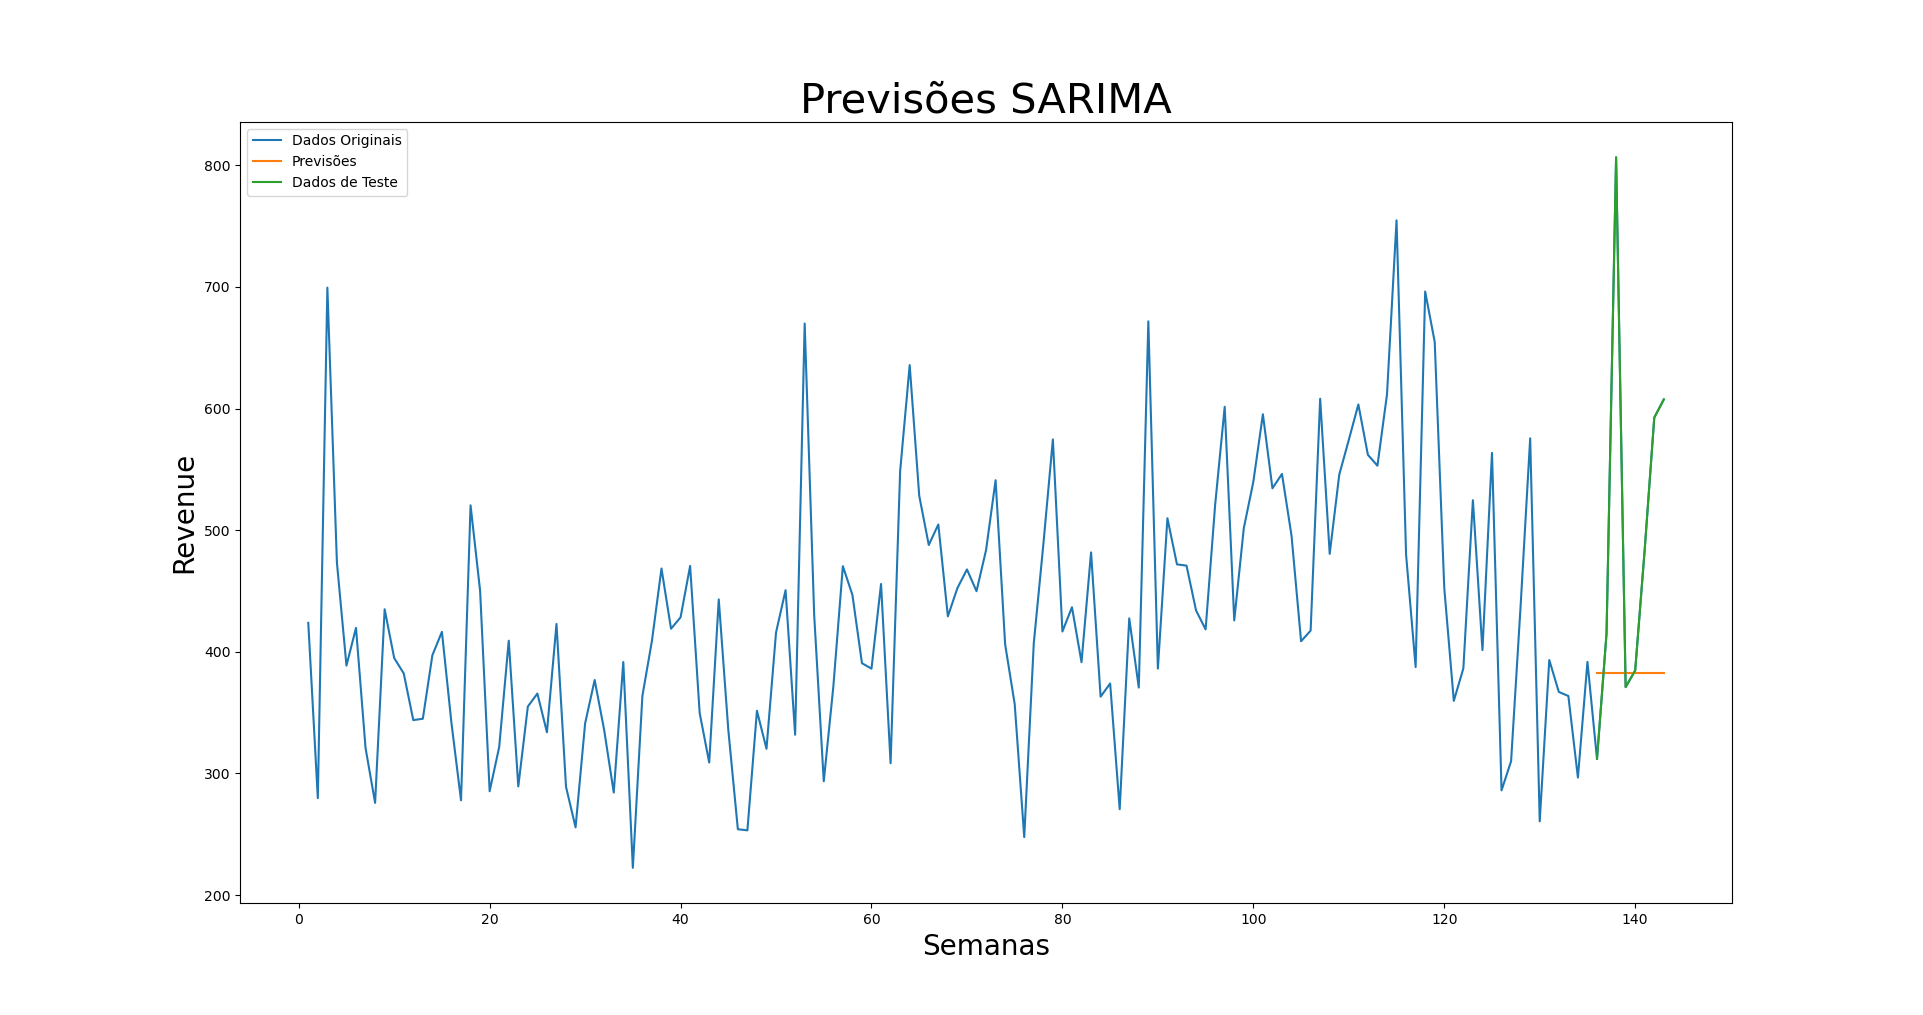 Previsões SARIMA
Dados Originais
Previsões
Dados de Teste
800
700
600
500
400
300
200
Revenue
0 20 40 60 80 100 120 140
Semanas